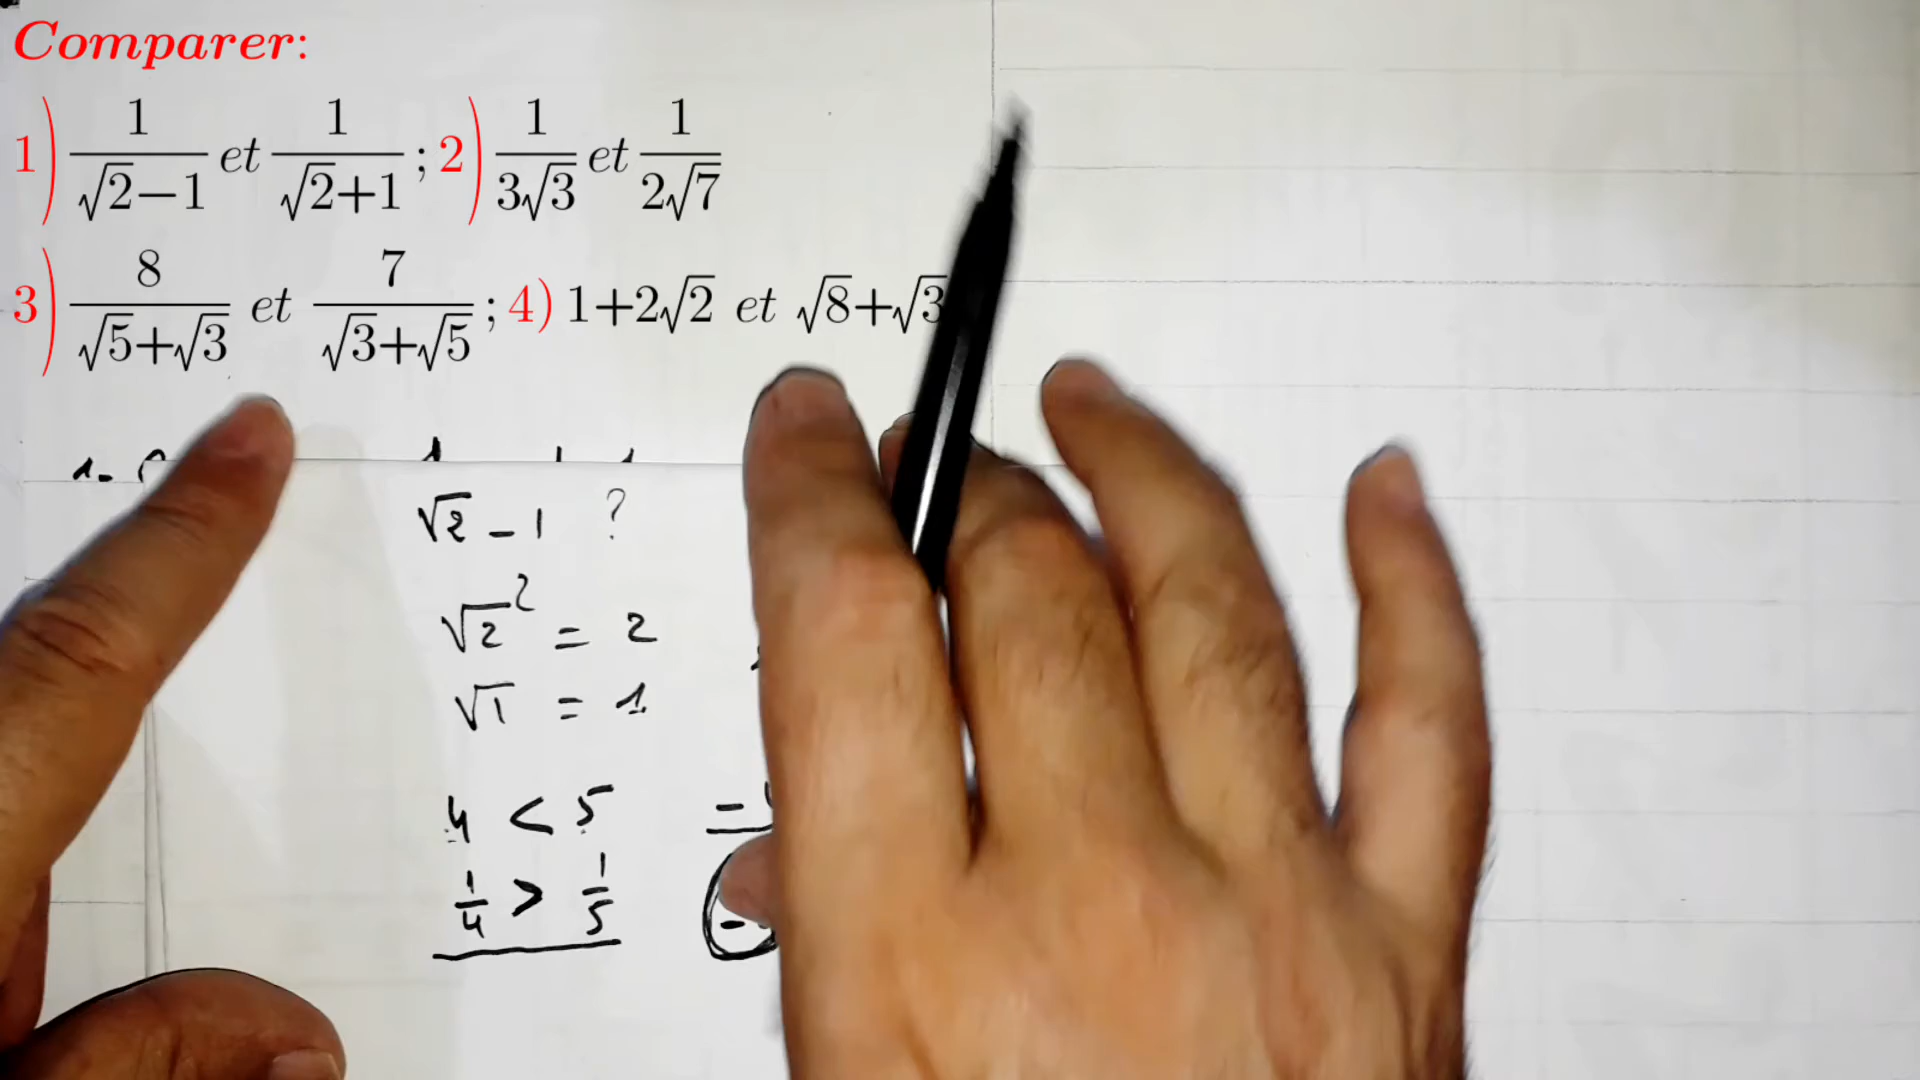 Comparer:
1) 1/(√2−1) et 1/(√2+1) ; 2) 1/(3√3) et 1/(2√7)
3) 8/(√5+√3) et 7/(√3+√5) ; 4) 1+2√2 et √8+√3
1-
√2 - 1 ?
√2² = 2
√1 = 1
4 < 5
1/4 > 1/5